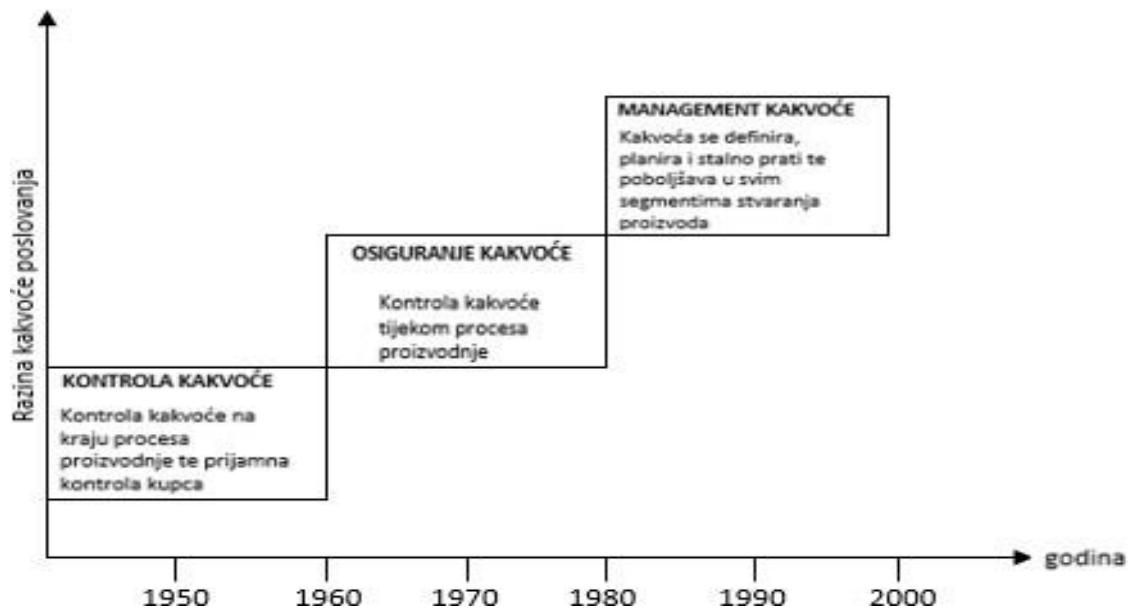 Razina kakvoće poslovanja
MANAGEMENT KAKVOĆE
Kakvoća se definira,
planira i stalno prati te
poboljšava u svim
segmentima stvaranja
proizvoda
OSIGURANJE KAKVOĆE
Kontrola kakvoće
tijekom procesa
proizvodnje
KONTROLA KAKVOĆE
Kontrola kakvoće na
kraju procesa
proizvodnje te prijamna
kontrola kupca
godina
1950 1960 1970 1980 1990 2000